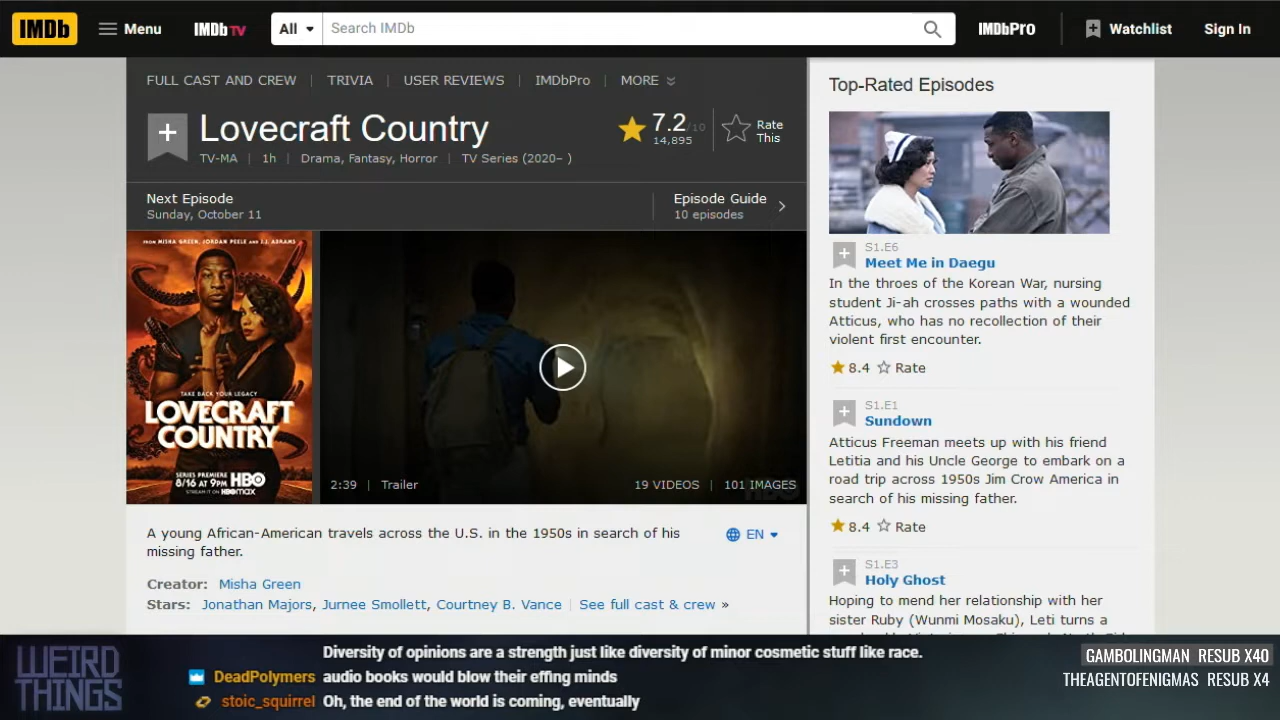 IMDb
Menu
IMDb TV
All
Search IMDb
IMDbPro
Watchlist
Sign In
FULL CAST AND CREW | TRIVIA | USER REVIEWS | IMDbPro | MORE
Lovecraft Country
7.2/10
14,895
Rate This
TV-MA | 1h | Drama, Fantasy, Horror | TV Series (2020– )
Next Episode
Sunday, October 11
Episode Guide
10 episodes
FROM MISHA GREEN, JORDAN PEELE AND J.J. ABRAMS
TAKE BACK YOUR LEGACY
LOVECRAFT
COUNTRY
SERIES PREMIERE
8/16 AT 9PM HBO
STREAM IT ON HBOMAX
2:39 | Trailer
19 VIDEOS | 101 IMAGES
HBO
A young African-American travels across the U.S. in the 1950s in search of his
missing father.
EN
Creator: Misha Green
Stars: Jonathan Majors, Jurnee Smollett, Courtney B. Vance | See full cast & crew »
Top-Rated Episodes
S1.E6
Meet Me in Daegu
In the throes of the Korean War, nursing
student Ji-ah crosses paths with a wounded
Atticus, who has no recollection of their
violent first encounter.
8.4 Rate
S1.E1
Sundown
Atticus Freeman meets up with his friend
Letitia and his Uncle George to embark on a
road trip across 1950s Jim Crow America in
search of his missing father.
8.4 Rate
S1.E3
Holy Ghost
Hoping to mend her relationship with her
sister Ruby (Wunmi Mosaku), Leti turns a
WEIRD
THINGS
Diversity of opinions are a strength just like diversity of minor cosmetic stuff like race.
DeadPolymers audio books would blow their effing minds
stoic_squirrel Oh, the end of the world is coming, eventually
GAMBOLINGMAN RESUB X40
THEAGENTOFENIGMAS RESUB X4